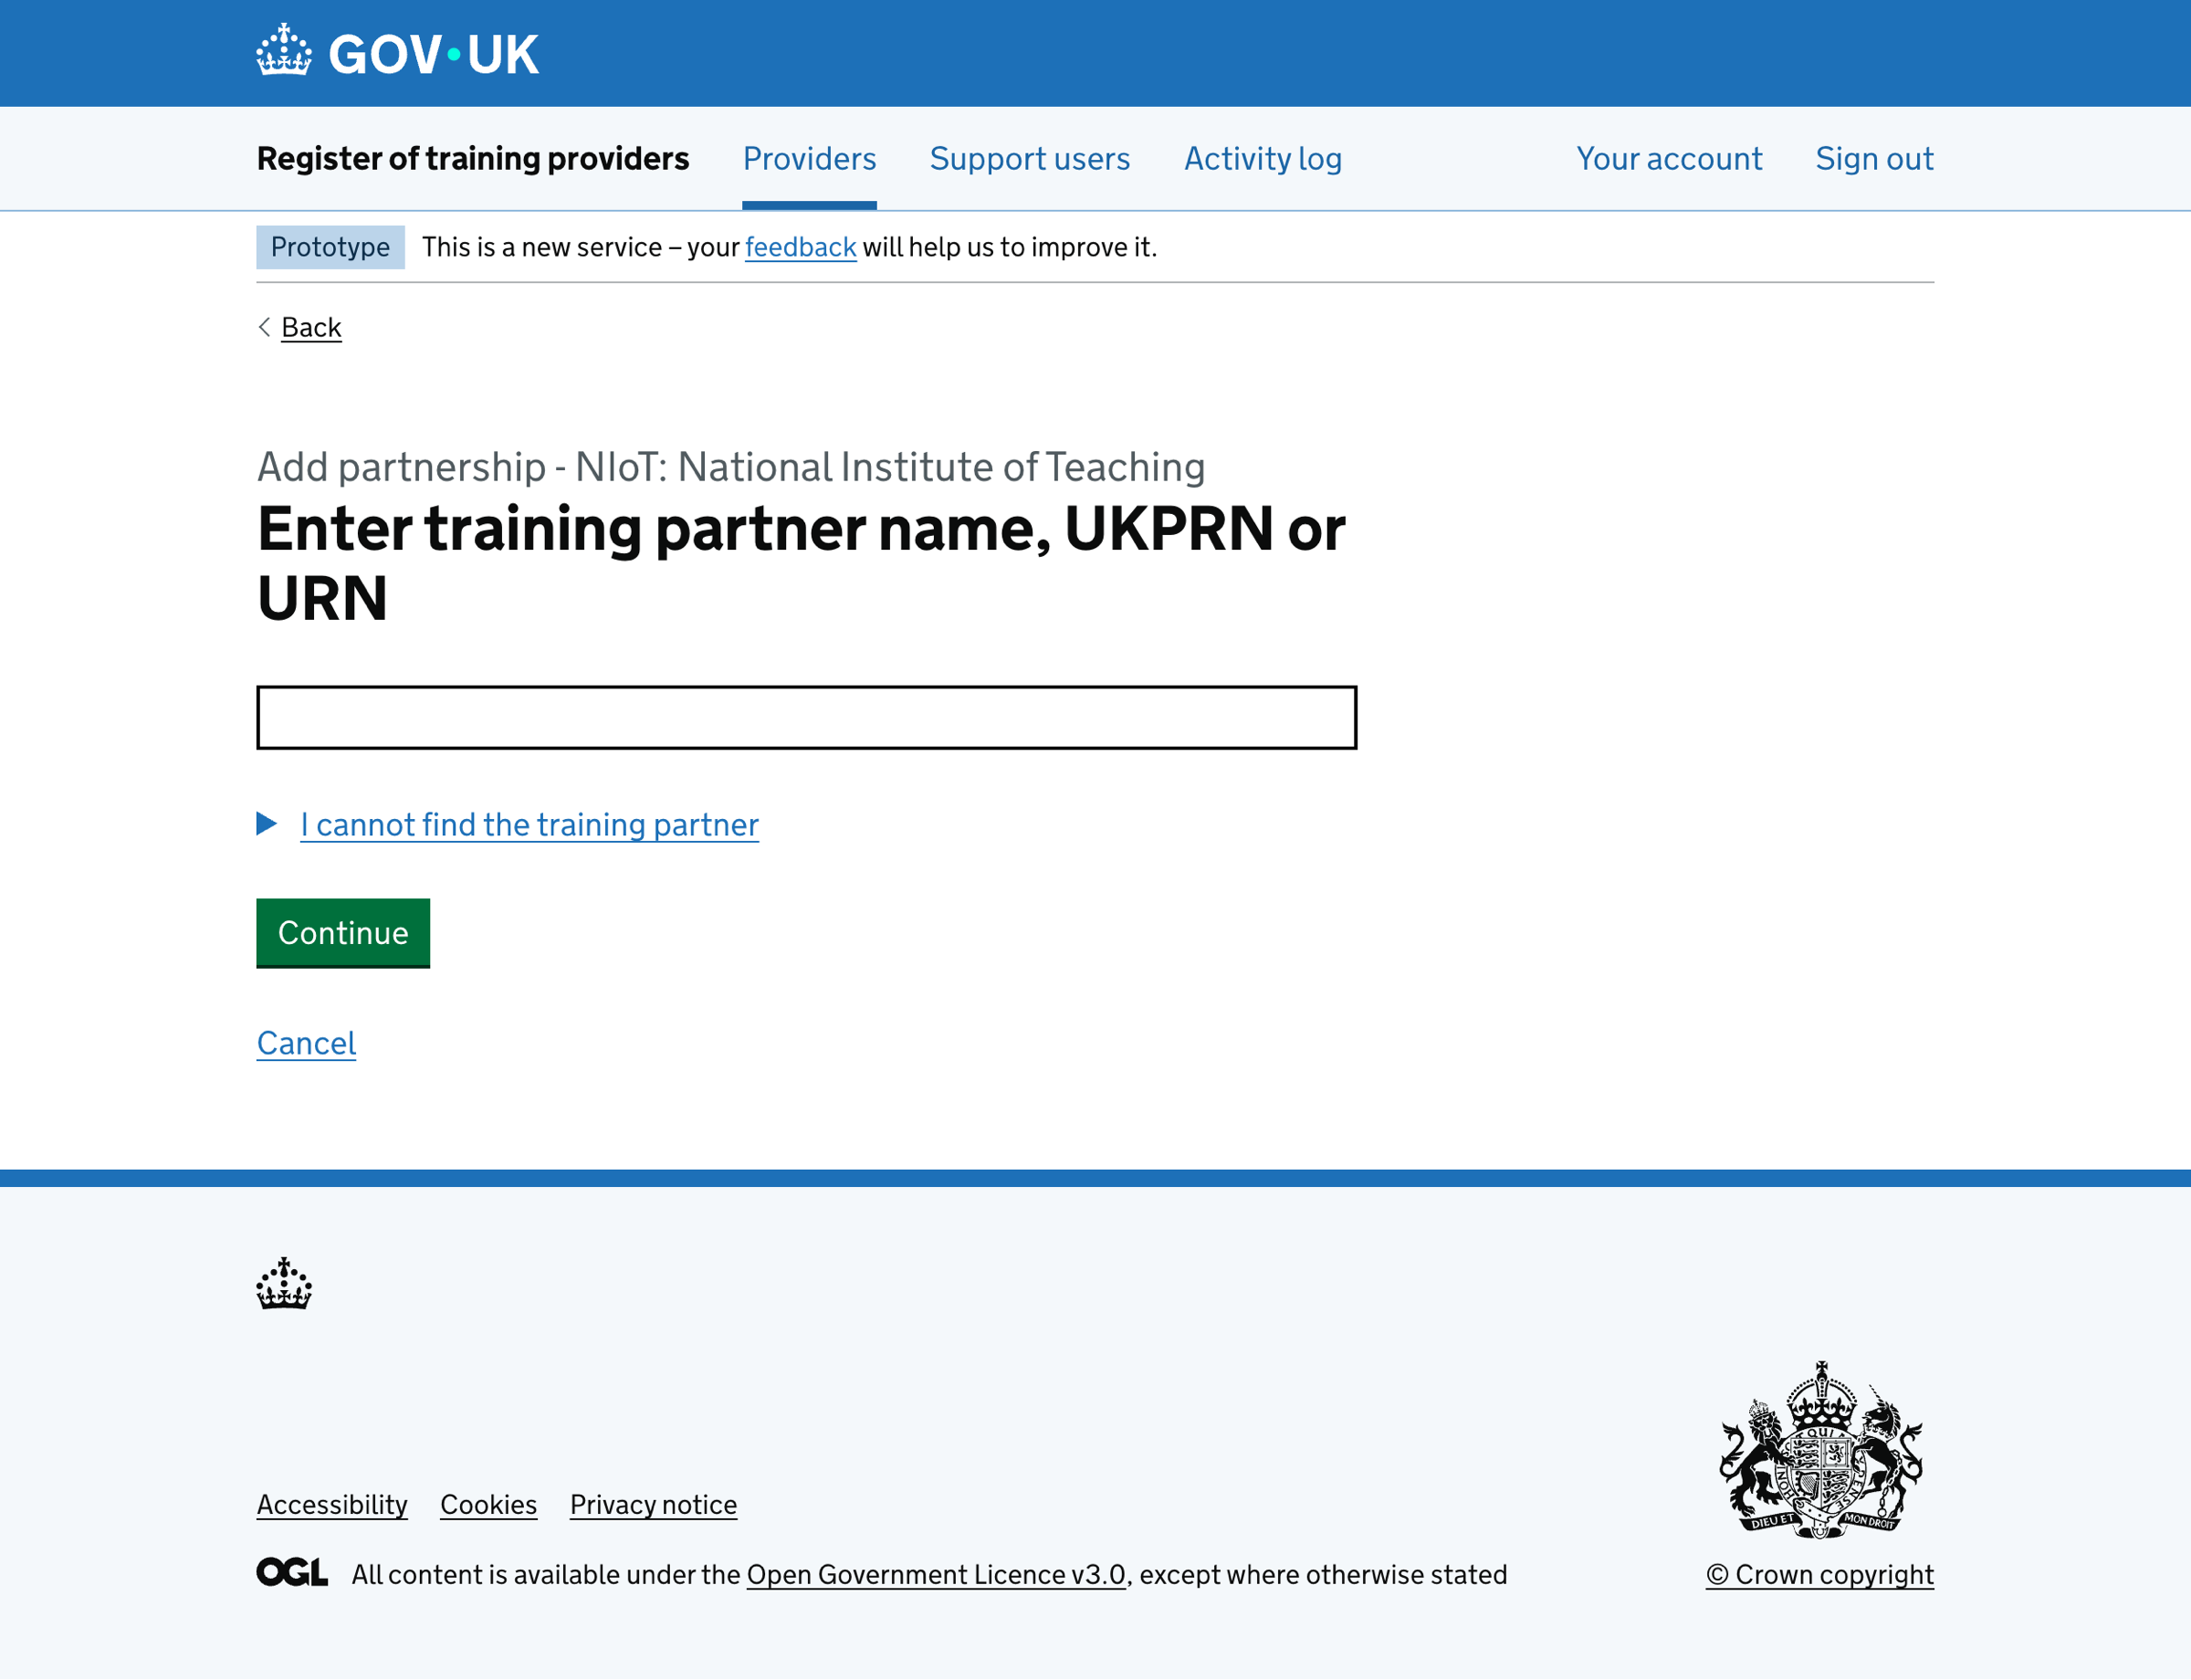 GOV·UK
Register of training providers Providers Support users Activity log Your account Sign out
Prototype This is a new service – your feedback will help us to improve it.
Back
Add partnership - NIoT: National Institute of Teaching
Enter training partner name, UKPRN or
URN
I cannot find the training partner
Continue
Cancel
DIEU ET MON DROIT
Accessibility Cookies Privacy notice
OGL All content is available under the Open Government Licence v3.0, except where otherwise stated
© Crown copyright